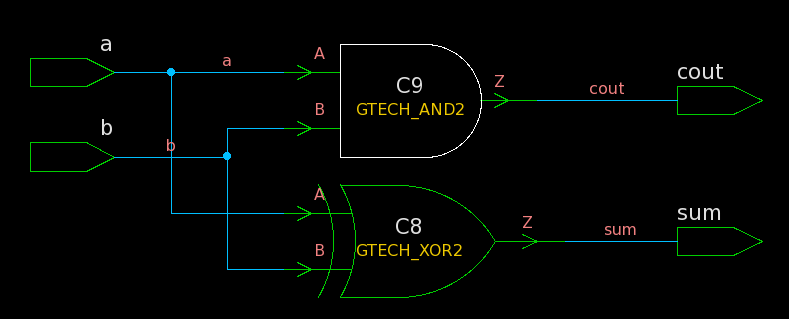 a
a
A
C9
GTECH_AND2
Z
cout
cout
b
b
B
A
C8
GTECH_XOR2
B
Z
sum
sum